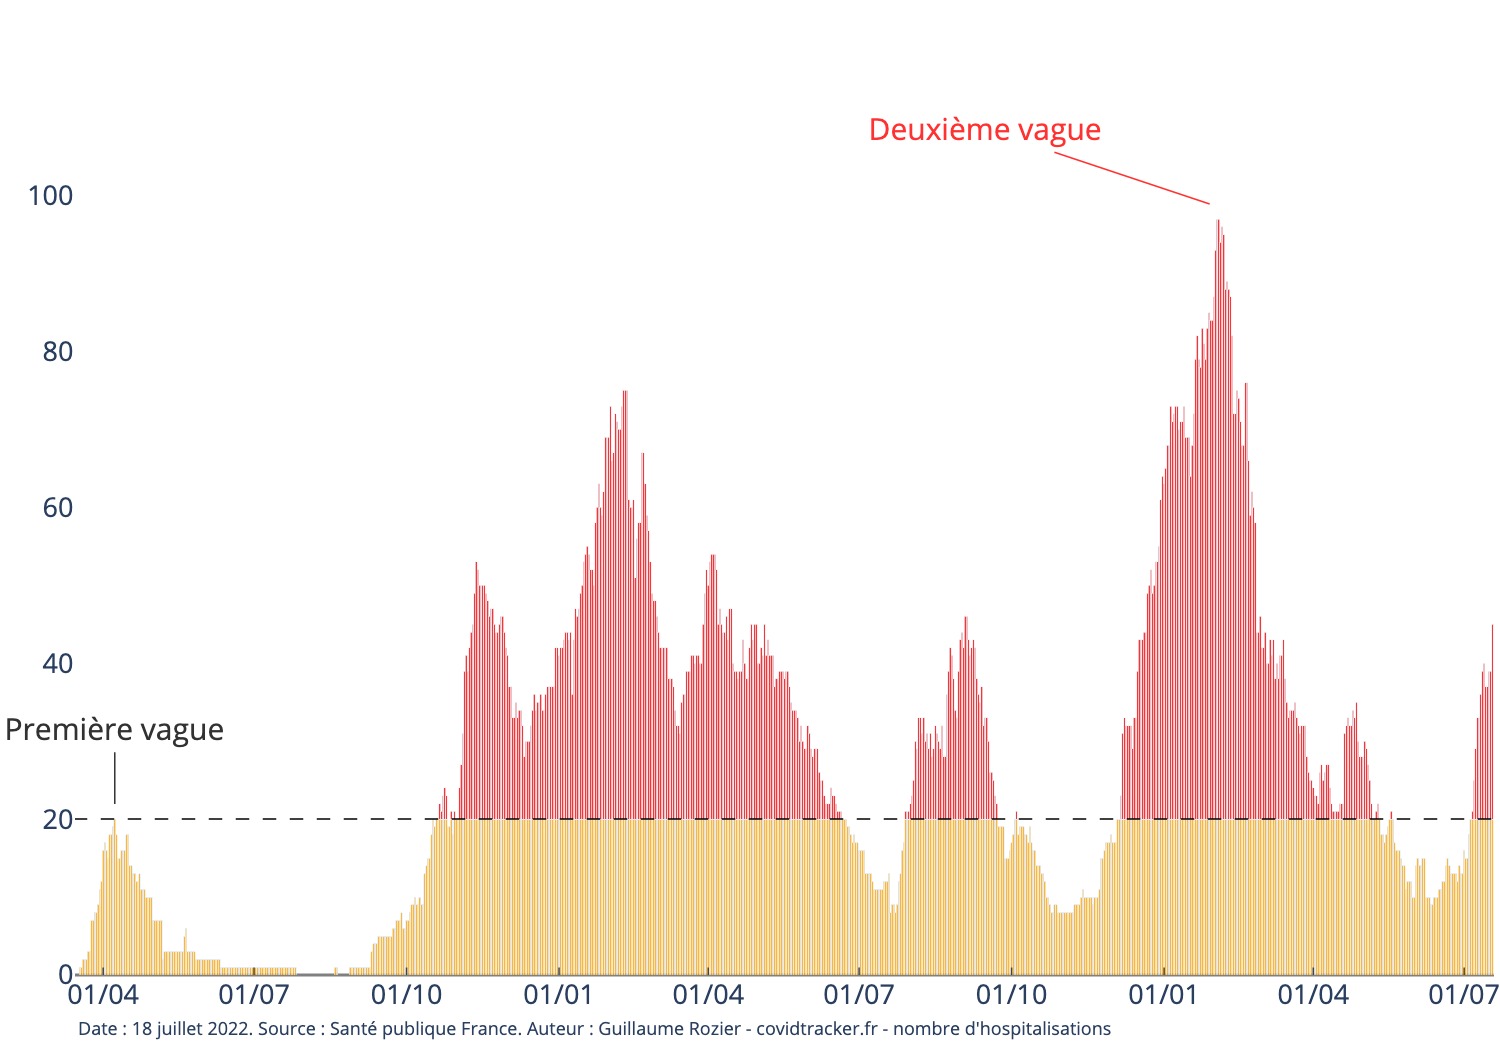 Deuxième vague
100
80
60
40
Première vague
20
0
01/04 01/07 01/10 01/01 01/04 01/07 01/10 01/01 01/04 01/07
Date : 18 juillet 2022. Source : Santé publique France. Auteur : Guillaume Rozier - covidtracker.fr - nombre d'hospitalisations